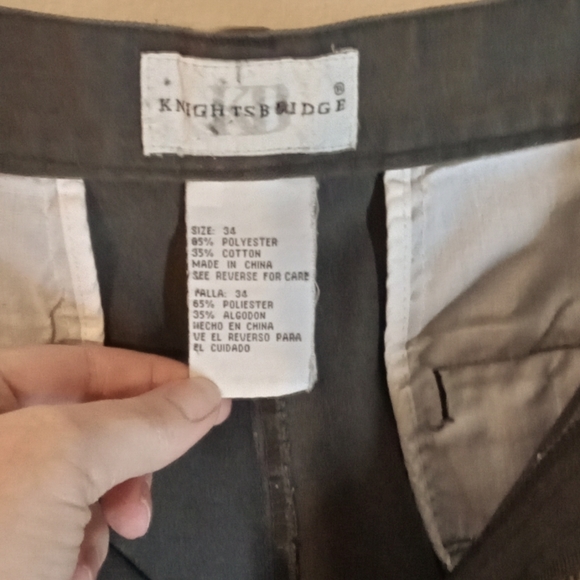 KB
KNIGHTSBRIDGE®
SIZE: 34
65% POLYESTER
35% COTTON
MADE IN CHINA
SEE REVERSE FOR CARE
TALLA: 34
65% POLIESTER
35% ALGODON
HECHO EN CHINA
VE EL REVERSO PARA
EL CUIDADO